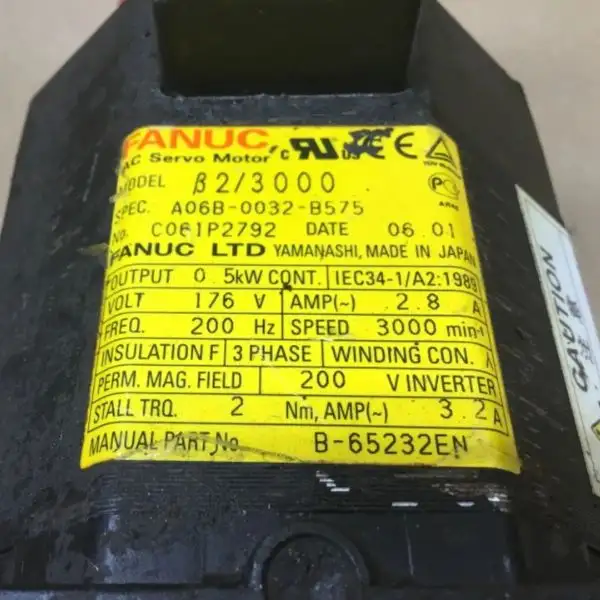 FANUC
AC Servo Motor c RU US CE
MODEL β2/3000
SPEC. A06B-0032-B575
No. C061P2792 DATE 06.01
FANUC LTD YAMANASHI, MADE IN JAPAN
OUTPUT 0.5kW CONT. IEC34-1/A2:1989
VOLT 176 V AMP(~) 2.8 A
FREQ. 200 Hz SPEED 3000 min-1
INSULATION F 3 PHASE WINDING CON.
PERM. MAG. FIELD 200 V INVERTER
STALL TRQ. 2 Nm, AMP(~) 3.2 A
MANUAL PART No. B-65232EN
CAUTION